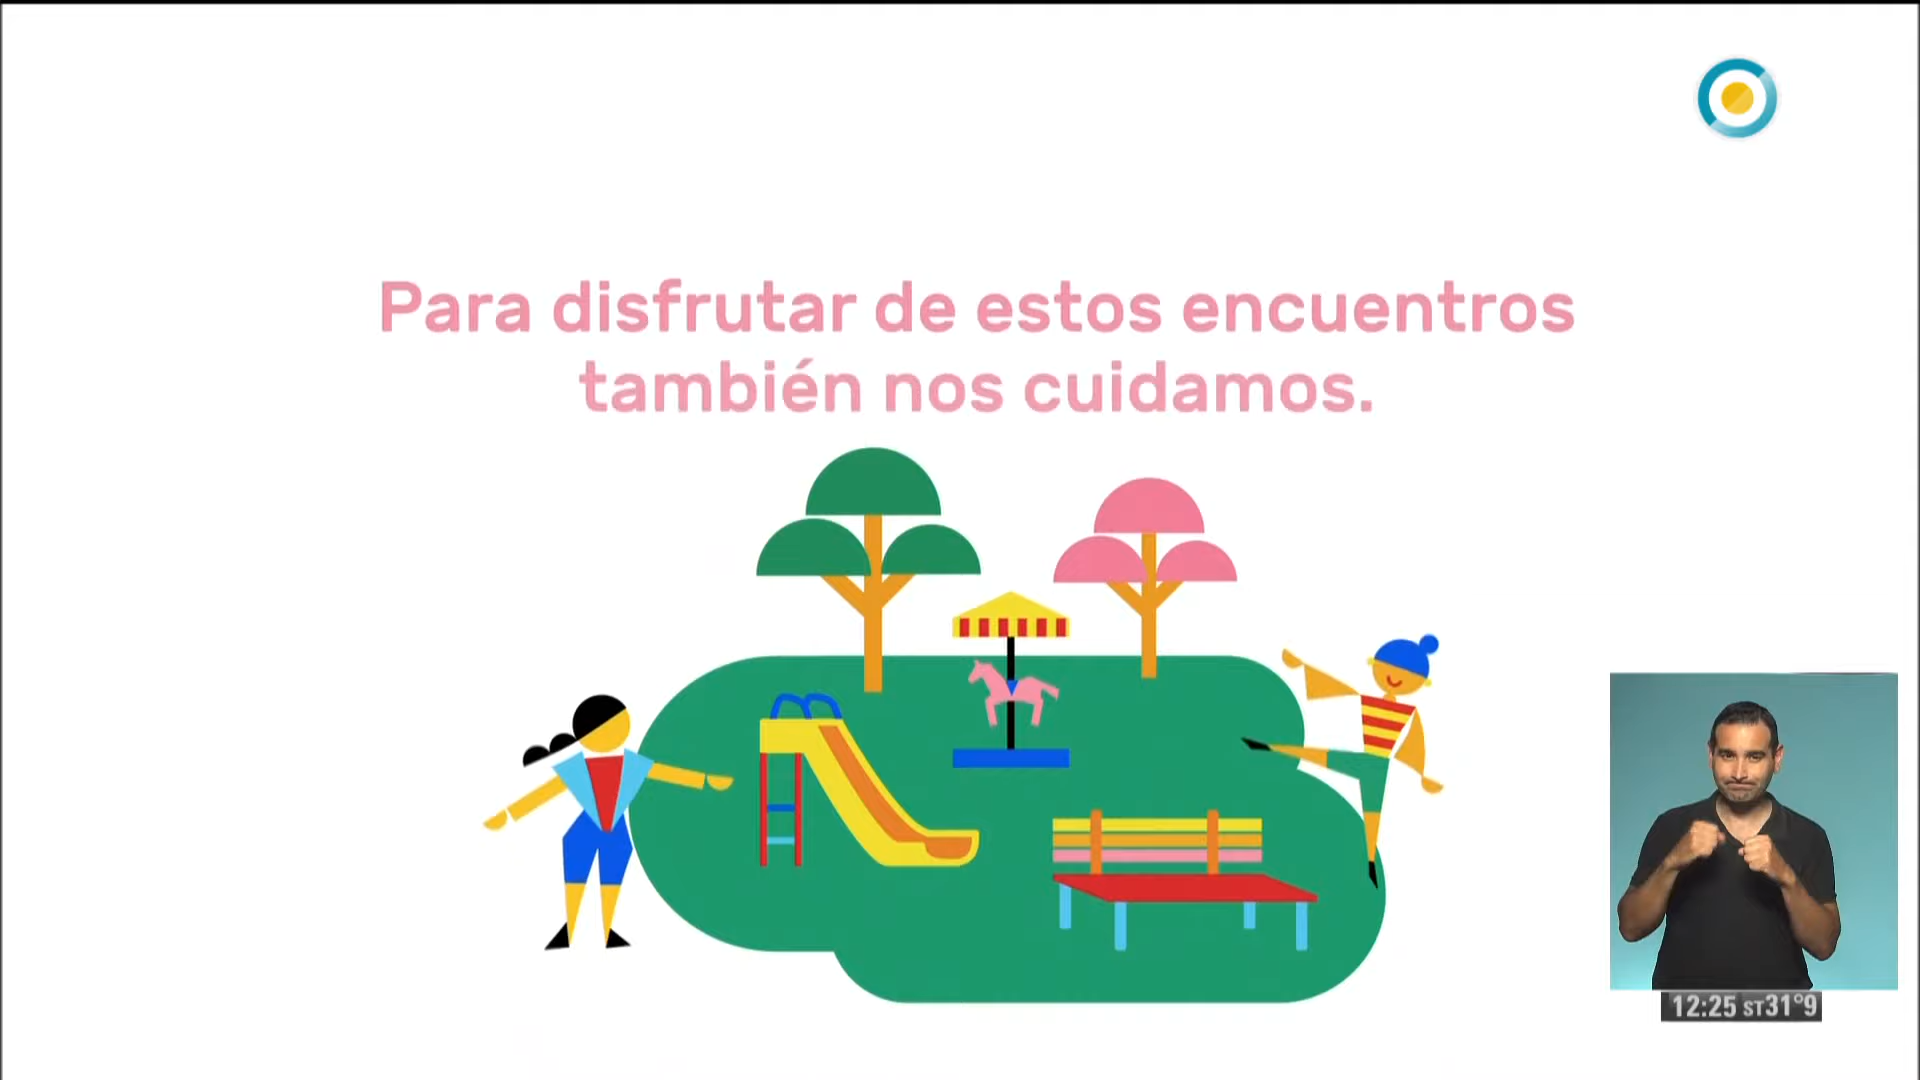 Para disfrutar de estos encuentros
también nos cuidamos.
12:25 ST31°9